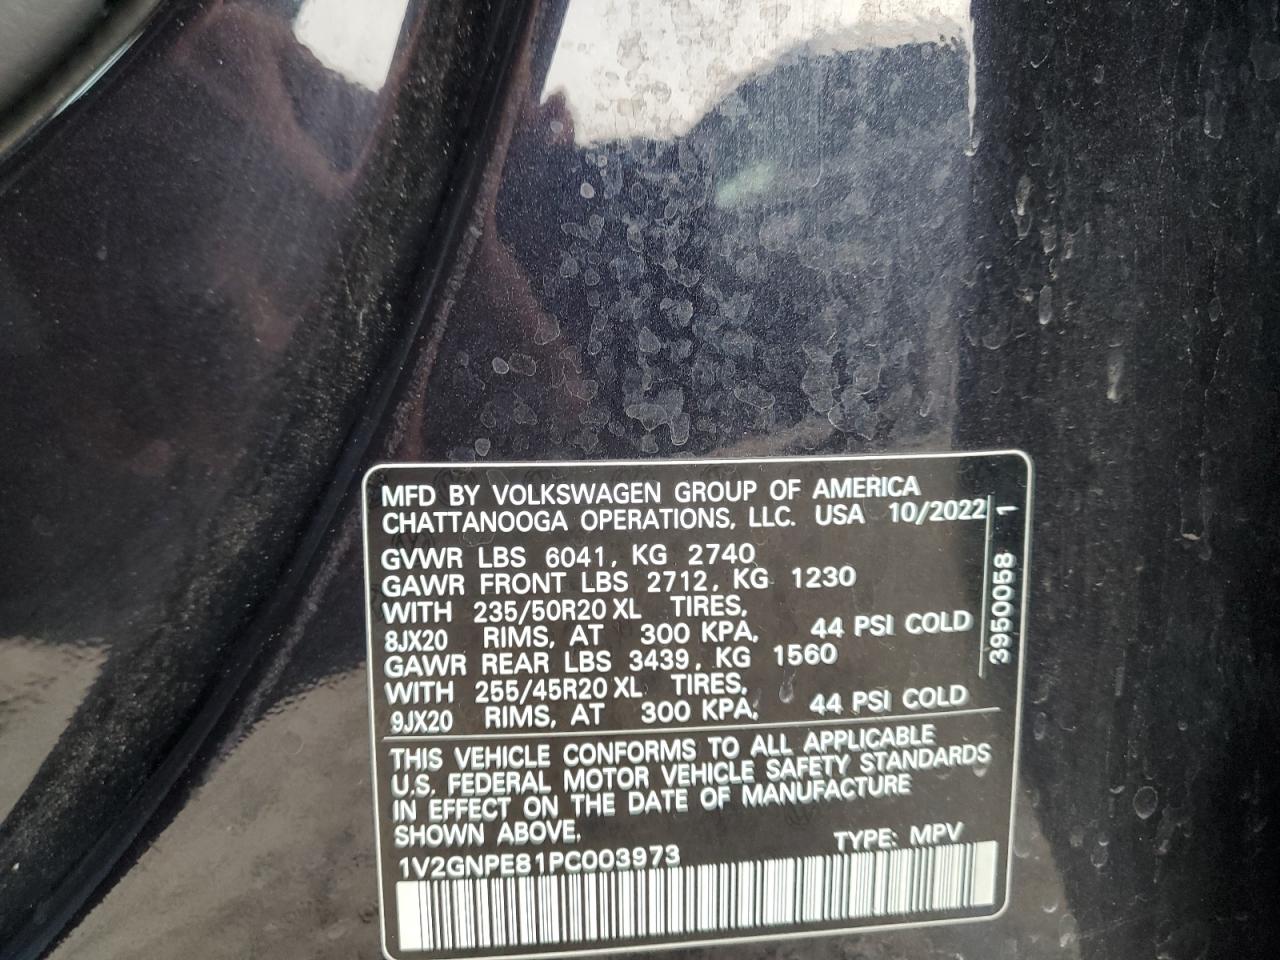 MFD BY VOLKSWAGEN GROUP OF AMERICA
CHATTANOOGA OPERATIONS, LLC. USA 10/2022
GVWR LBS 6041, KG 2740
GAWR FRONT LBS 2712, KG 1230
WITH 235/50R20 XL TIRES,
8JX20 RIMS, AT 300 KPA, 44 PSI COLD
GAWR REAR LBS 3439, KG 1560
WITH 255/45R20 XL TIRES,
9JX20 RIMS, AT 300 KPA, 44 PSI COLD
3950058 1
THIS VEHICLE CONFORMS TO ALL APPLICABLE
U.S. FEDERAL MOTOR VEHICLE SAFETY STANDARDS
IN EFFECT ON THE DATE OF MANUFACTURE
SHOWN ABOVE.
TYPE: MPV
1V2GNPE81PC003973